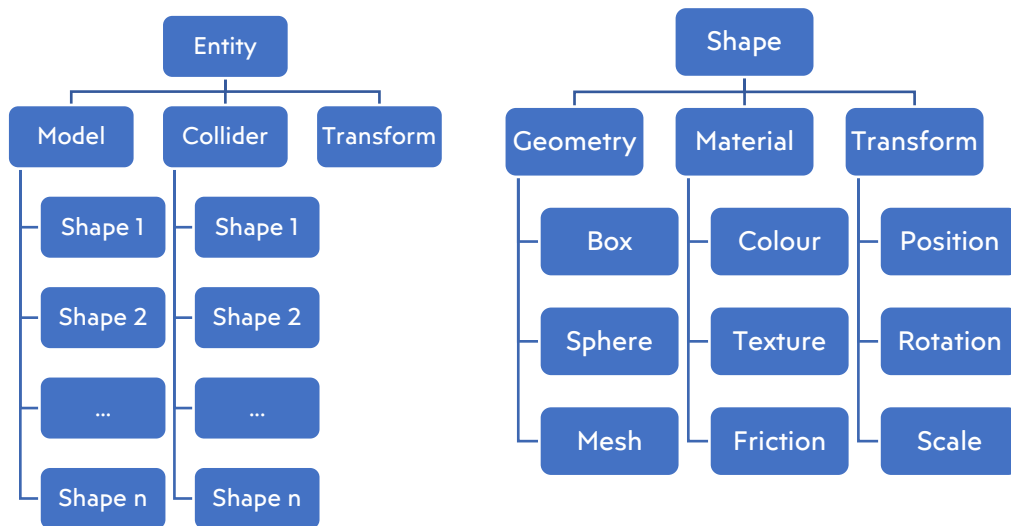 Entity
Model
Collider
Transform
Shape 1
Shape 1
Shape 2
Shape 2
...
...
Shape n
Shape n
Shape
Geometry
Material
Transform
Box
Colour
Position
Sphere
Texture
Rotation
Mesh
Friction
Scale